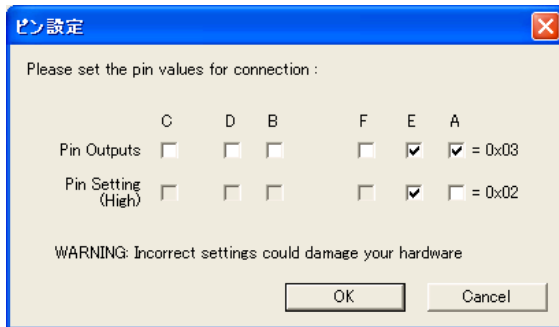 ピン設定
Please set the pin values for connection :
C D B F E A
Pin Outputs = 0x03
Pin Setting = 0x02
(High)
WARNING: Incorrect settings could damage your hardware
OK Cancel